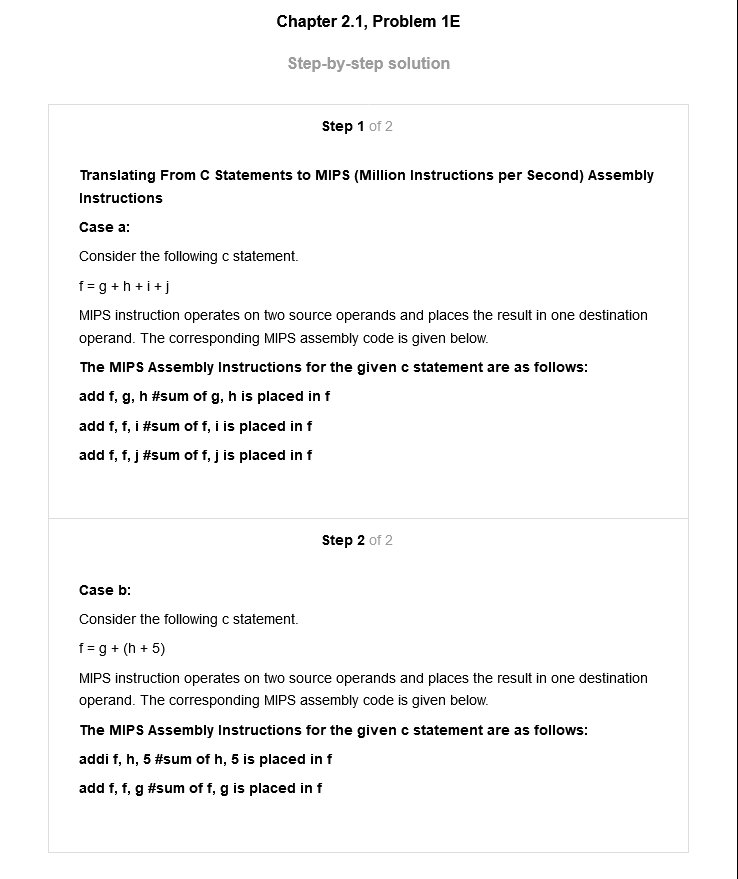 Chapter 2.1, Problem 1E
Step-by-step solution
Step 1 of 2
Translating From C Statements to MIPS (Million Instructions per Second) Assembly
Instructions
Case a:
Consider the following c statement.
f = g + h + i + j
MIPS instruction operates on two source operands and places the result in one destination
operand. The corresponding MIPS assembly code is given below.
The MIPS Assembly Instructions for the given c statement are as follows:
add f, g, h #sum of g, h is placed in f
add f, f, i #sum of f, i is placed in f
add f, f, j #sum of f, j is placed in f
Step 2 of 2
Case b:
Consider the following c statement.
f = g + (h + 5)
MIPS instruction operates on two source operands and places the result in one destination
operand. The corresponding MIPS assembly code is given below.
The MIPS Assembly Instructions for the given c statement are as follows:
addi f, h, 5 #sum of h, 5 is placed in f
add f, f, g #sum of f, g is placed in f